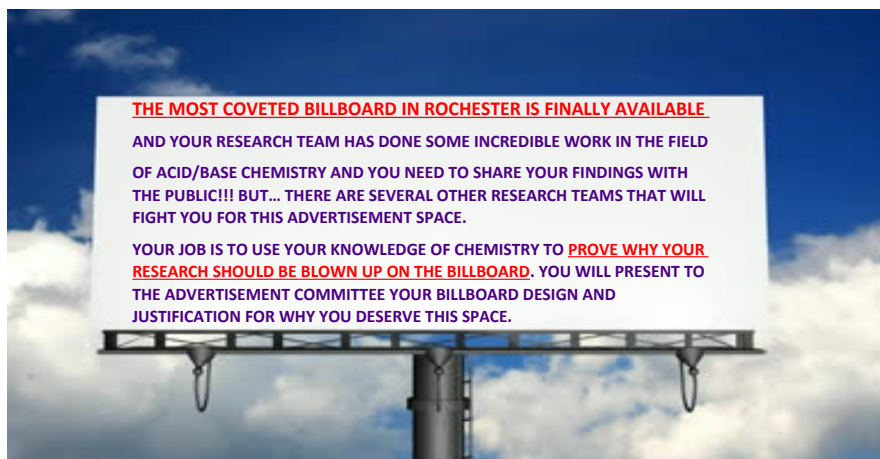 THE MOST COVETED BILLBOARD IN ROCHESTER IS FINALLY AVAILABLE
AND YOUR RESEARCH TEAM HAS DONE SOME INCREDIBLE WORK IN THE FIELD
OF ACID/BASE CHEMISTRY AND YOU NEED TO SHARE YOUR FINDINGS WITH
THE PUBLIC!!! BUT... THERE ARE SEVERAL OTHER RESEARCH TEAMS THAT WILL
FIGHT YOU FOR THIS ADVERTISEMENT SPACE.
YOUR JOB IS TO USE YOUR KNOWLEDGE OF CHEMISTRY TO PROVE WHY YOUR
RESEARCH SHOULD BE BLOWN UP ON THE BILLBOARD. YOU WILL PRESENT TO
THE ADVERTISEMENT COMMITTEE YOUR BILLBOARD DESIGN AND
JUSTIFICATION FOR WHY YOU DESERVE THIS SPACE.